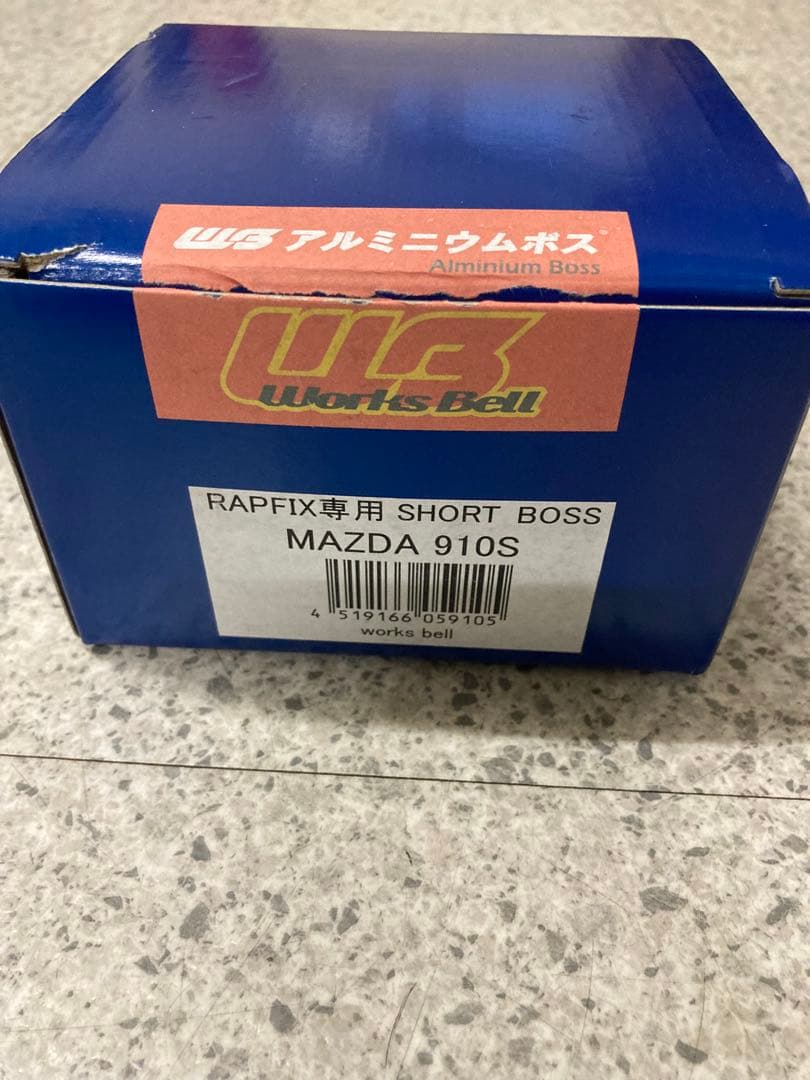 WB アルミニウムボス®
Alminium Boss
WB
Works Bell
RAPFIX専用 SHORT BOSS
MAZDA 910S
4 519166 059105
works bell